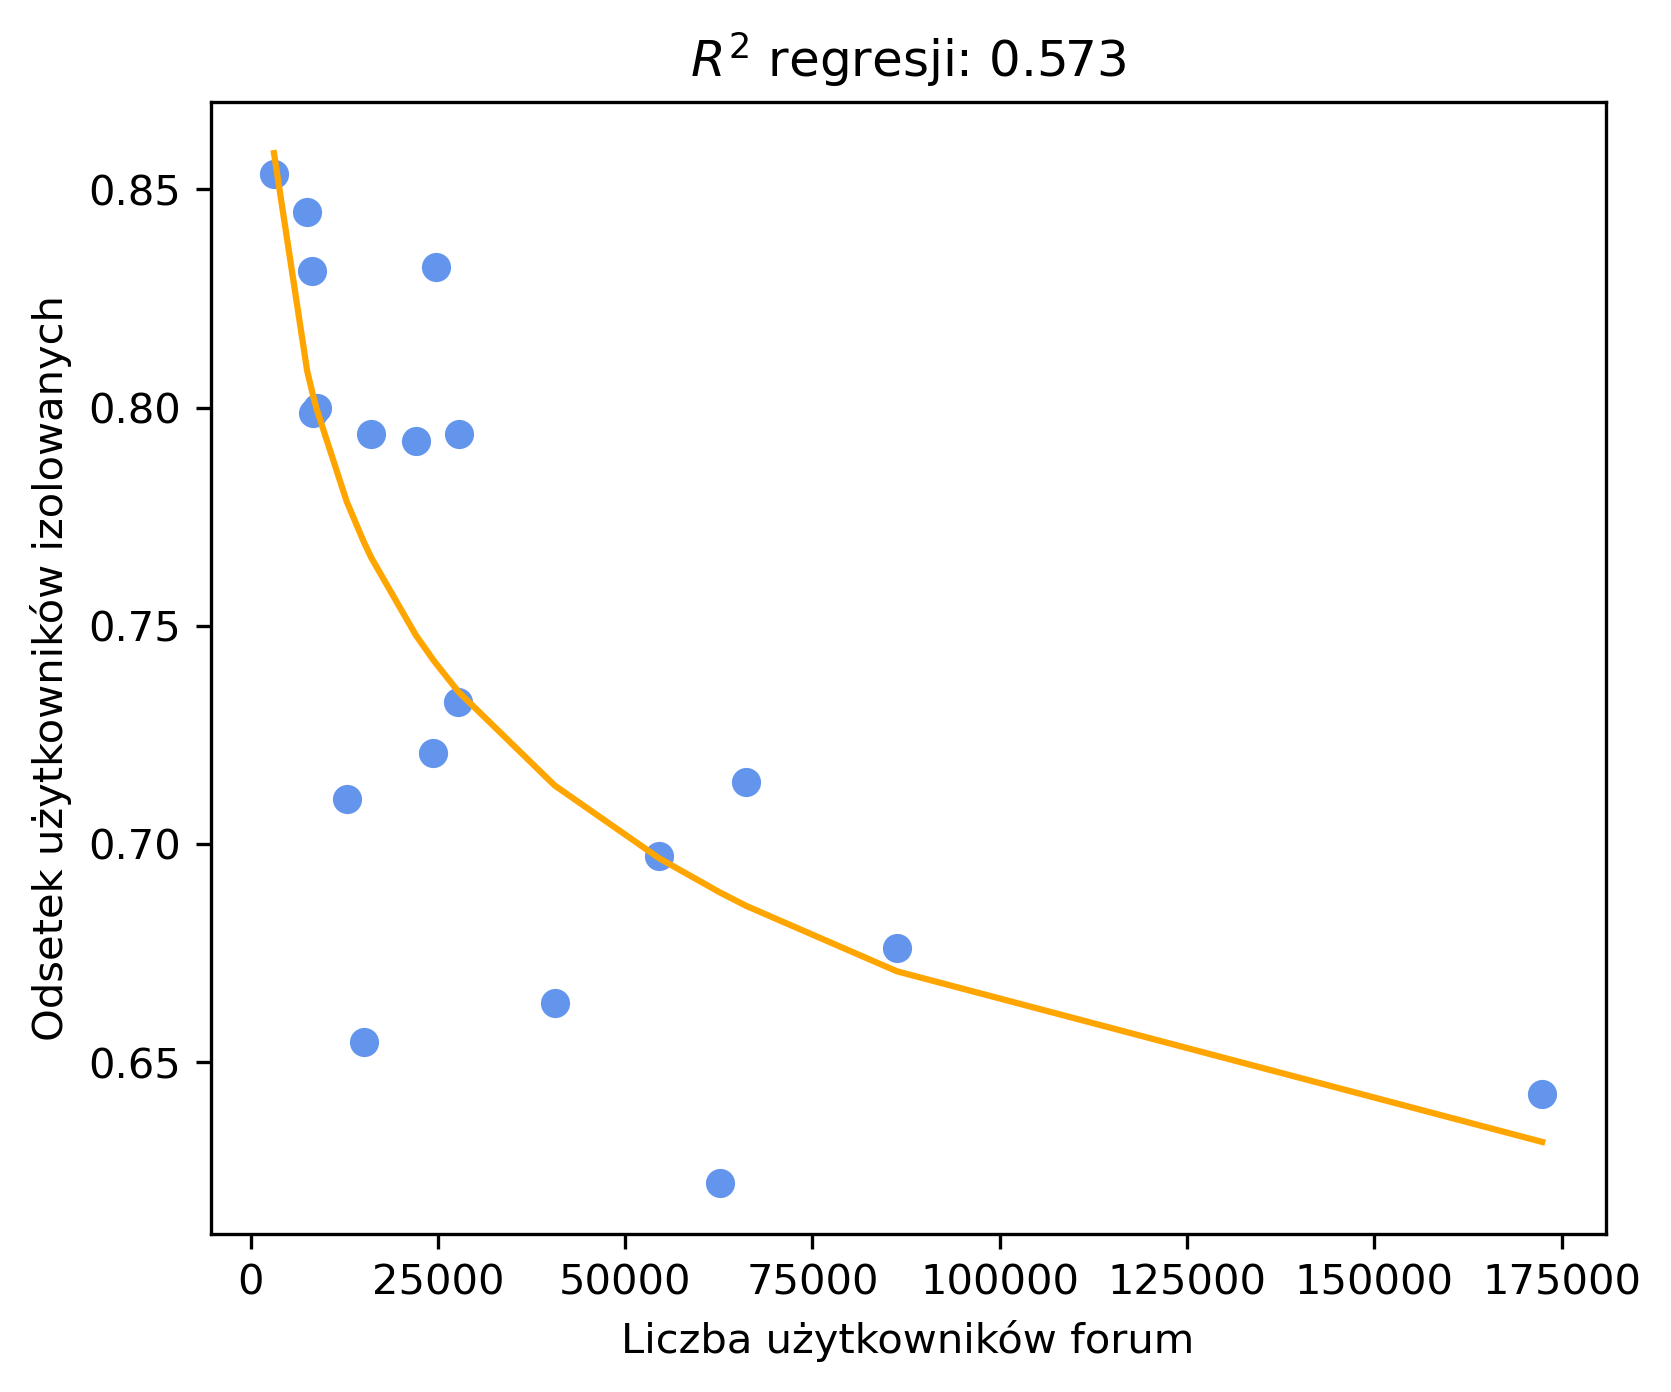 R² regresji: 0.573
Odsetek użytkowników izolowanych
0.85
0.80
0.75
0.70
0.65
0 25000 50000 75000 100000 125000 150000 175000
Liczba użytkowników forum